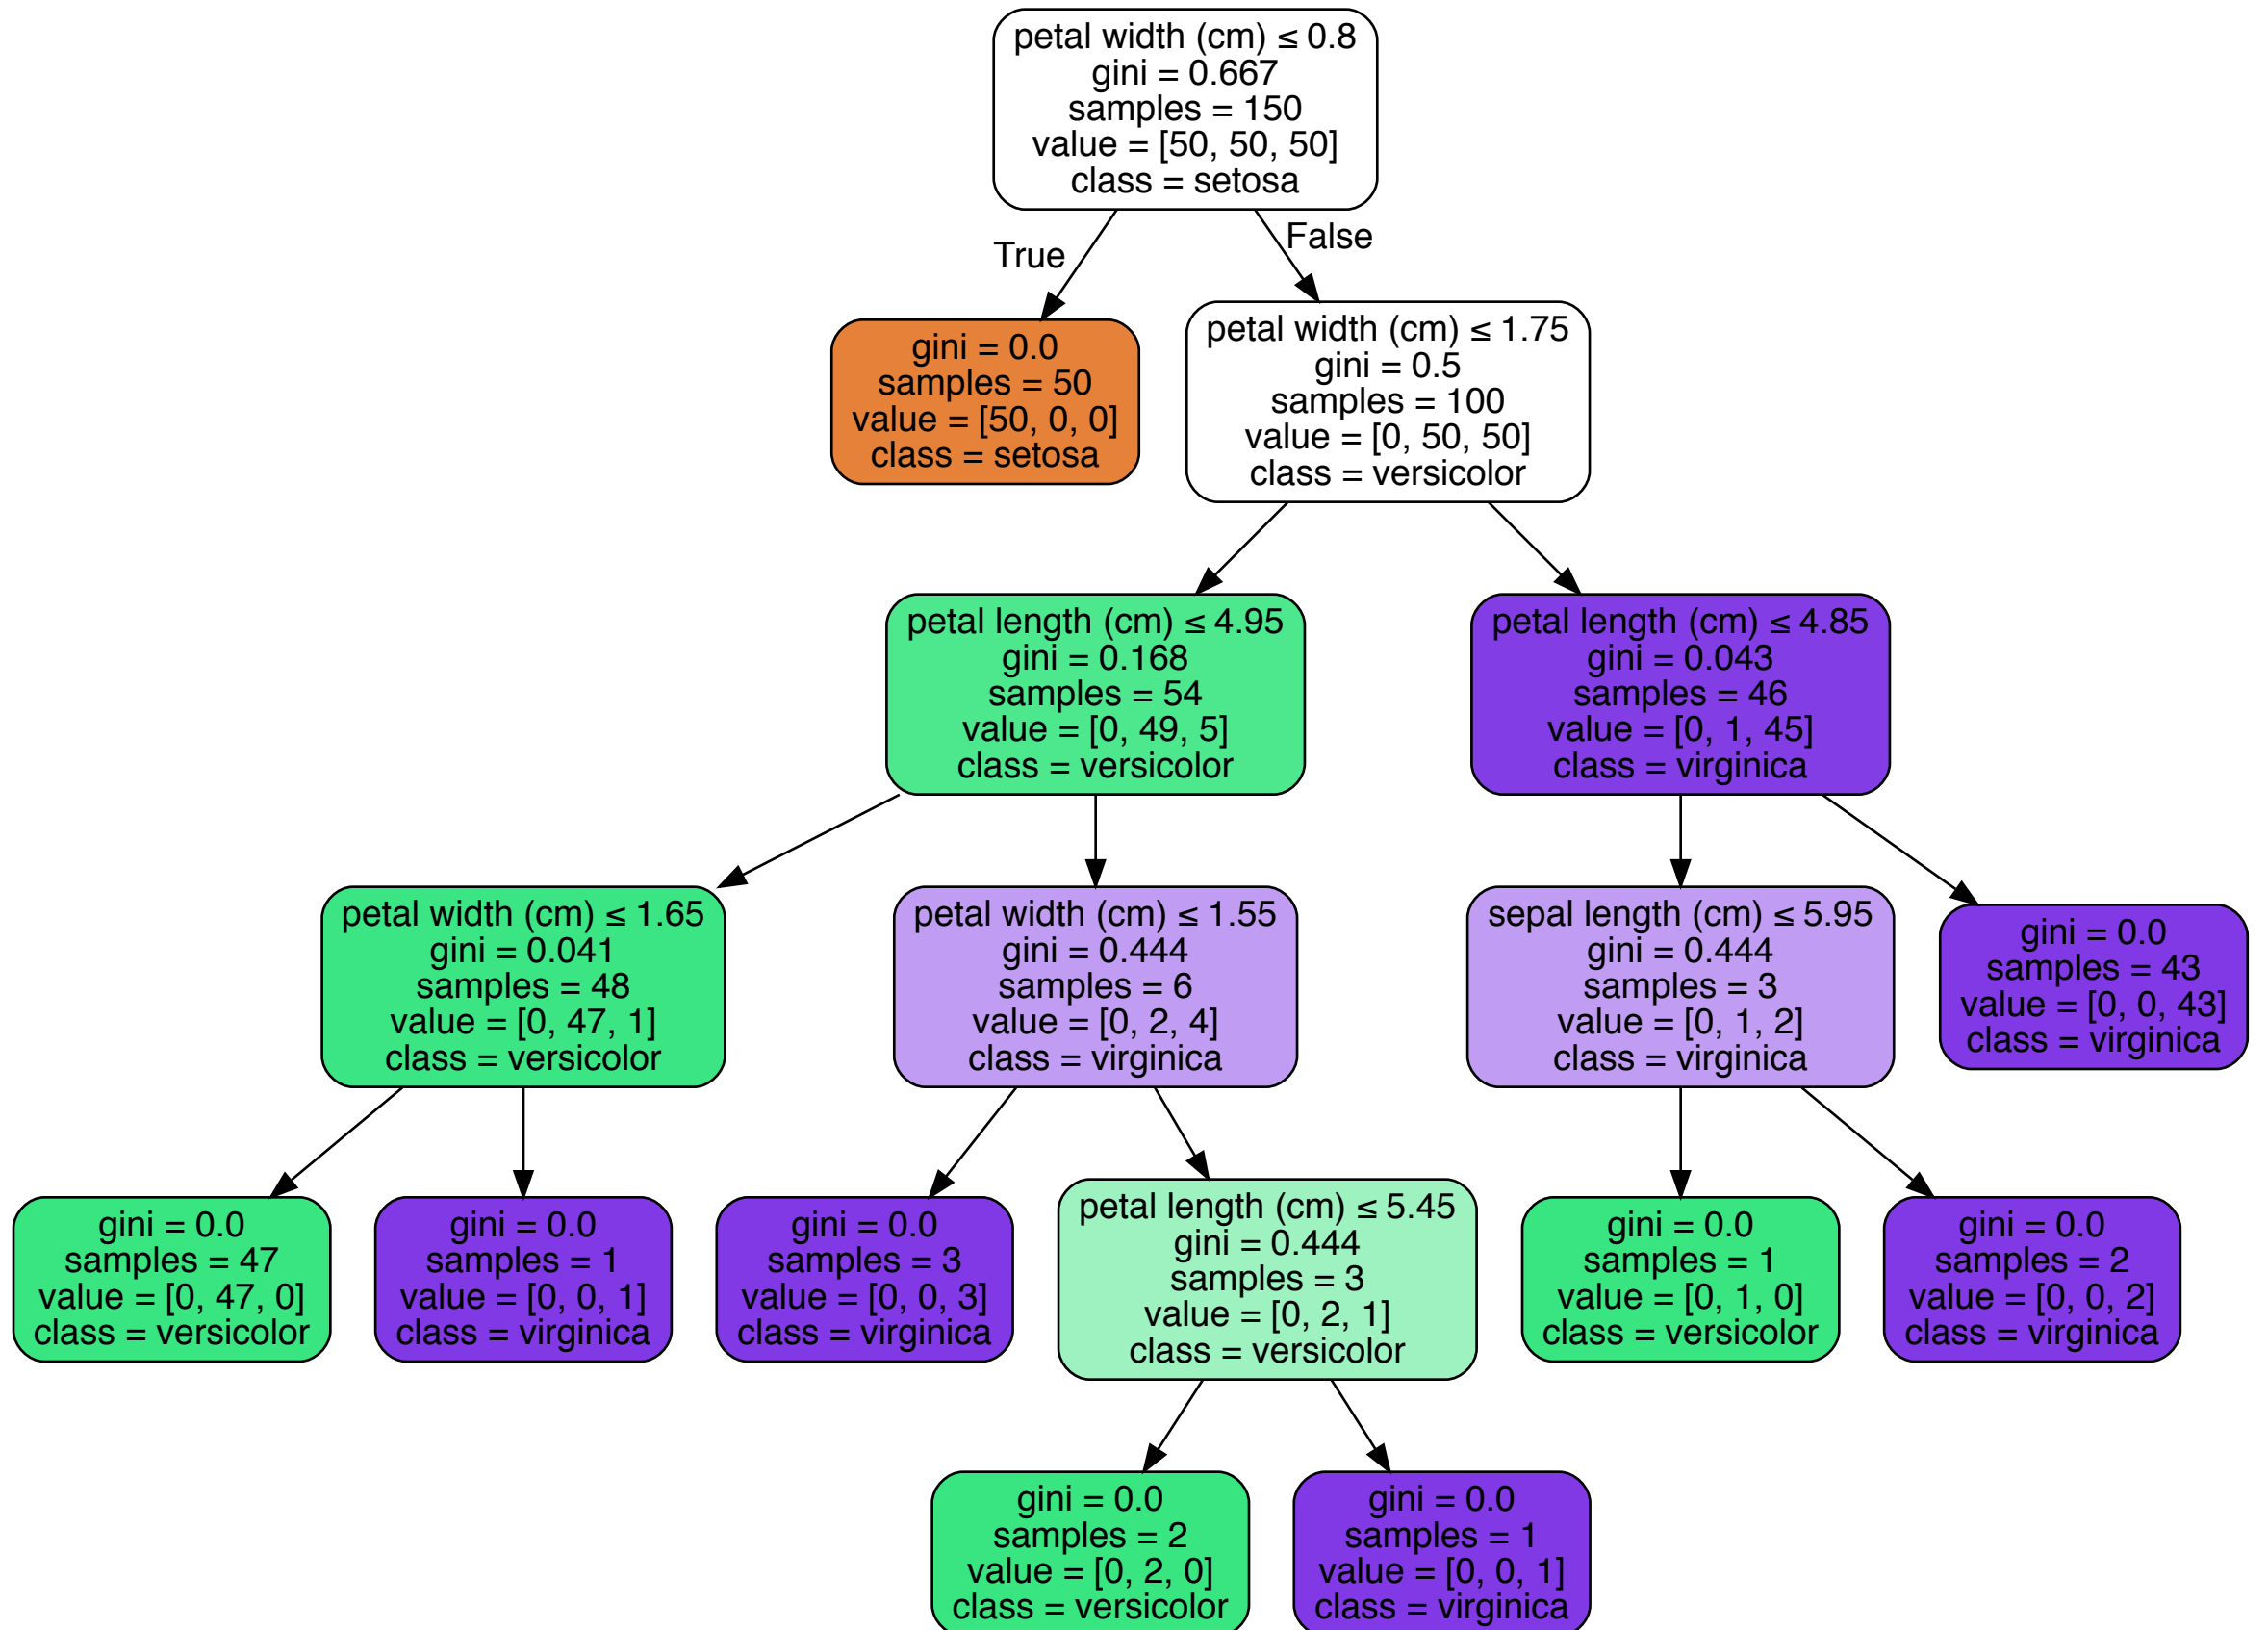 petal width (cm) ≤ 0.8
gini = 0.667
samples = 150
value = [50, 50, 50]
class = setosa
True
False
gini = 0.0
samples = 50
value = [50, 0, 0]
class = setosa
petal width (cm) ≤ 1.75
gini = 0.5
samples = 100
value = [0, 50, 50]
class = versicolor
petal length (cm) ≤ 4.95
gini = 0.168
samples = 54
value = [0, 49, 5]
class = versicolor
petal length (cm) ≤ 4.85
gini = 0.043
samples = 46
value = [0, 1, 45]
class = virginica
petal width (cm) ≤ 1.65
gini = 0.041
samples = 48
value = [0, 47, 1]
class = versicolor
petal width (cm) ≤ 1.55
gini = 0.444
samples = 6
value = [0, 2, 4]
class = virginica
sepal length (cm) ≤ 5.95
gini = 0.444
samples = 3
value = [0, 1, 2]
class = virginica
gini = 0.0
samples = 43
value = [0, 0, 43]
class = virginica
gini = 0.0
samples = 47
value = [0, 47, 0]
class = versicolor
gini = 0.0
samples = 1
value = [0, 0, 1]
class = virginica
gini = 0.0
samples = 3
value = [0, 0, 3]
class = virginica
petal length (cm) ≤ 5.45
gini = 0.444
samples = 3
value = [0, 2, 1]
class = versicolor
gini = 0.0
samples = 1
value = [0, 1, 0]
class = versicolor
gini = 0.0
samples = 2
value = [0, 0, 2]
class = virginica
gini = 0.0
samples = 2
value = [0, 2, 0]
class = versicolor
gini = 0.0
samples = 1
value = [0, 0, 1]
class = virginica